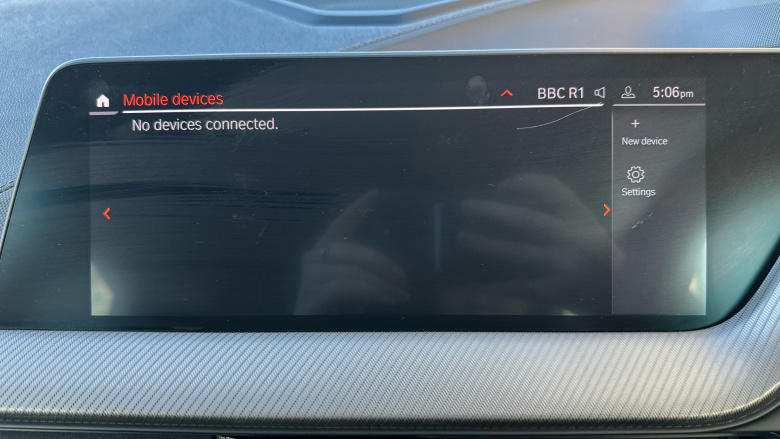 Mobile devices
BBC R1
5:06pm
No devices connected.
+
New device
Settings